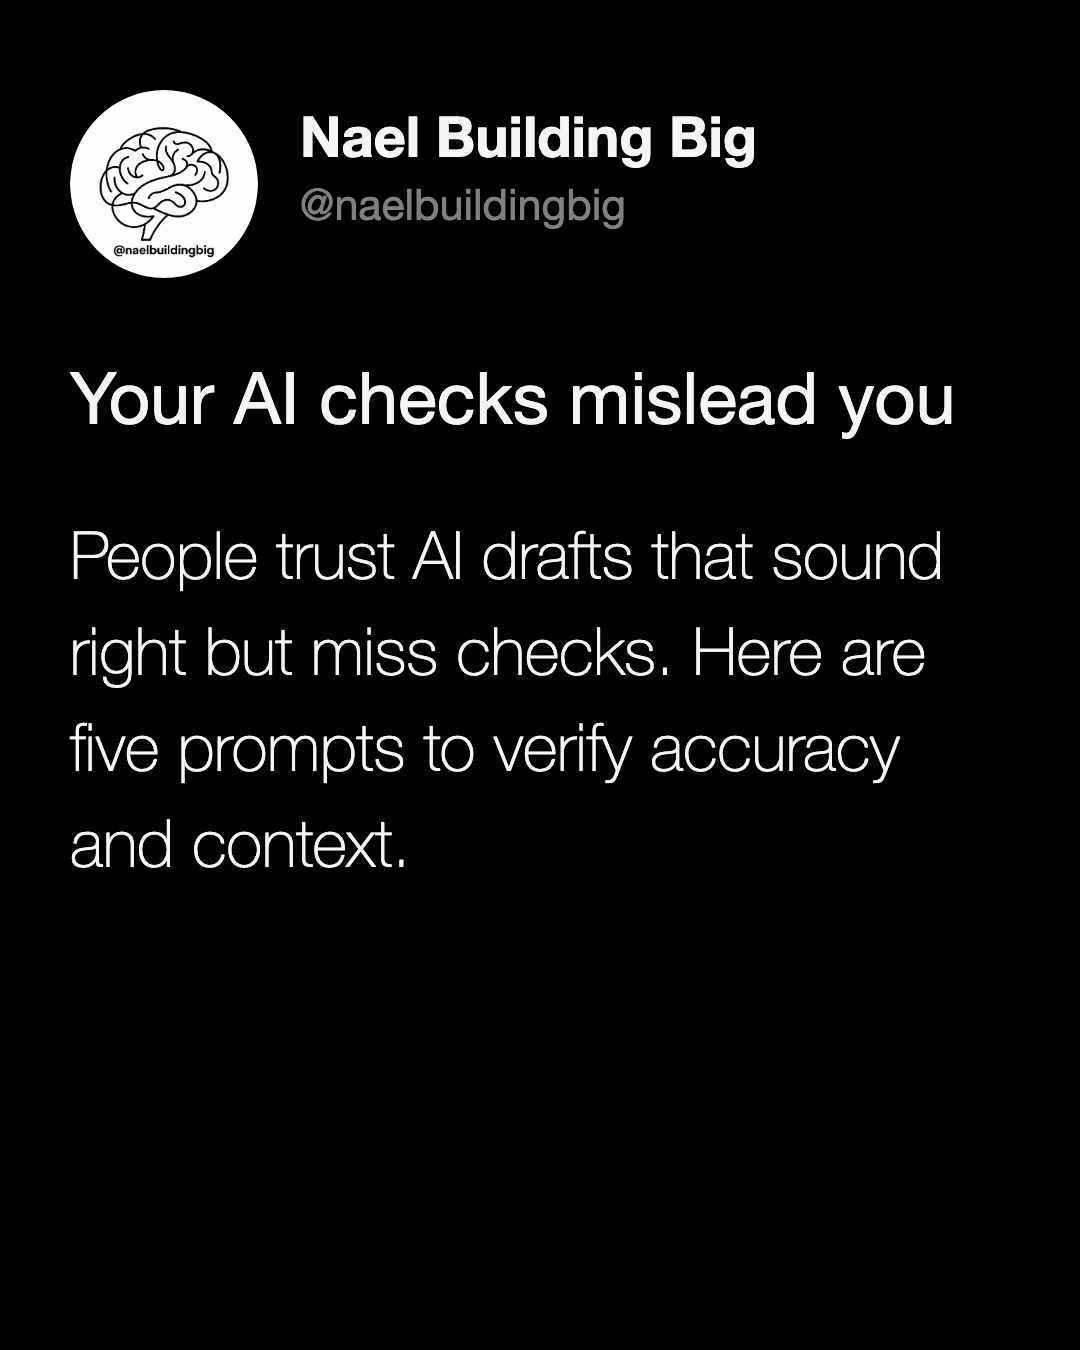 Nael Building Big
@naelbuildingbig
@naelbuildingbig
Your AI checks mislead you
People trust AI drafts that sound
right but miss checks. Here are
five prompts to verify accuracy
and context.